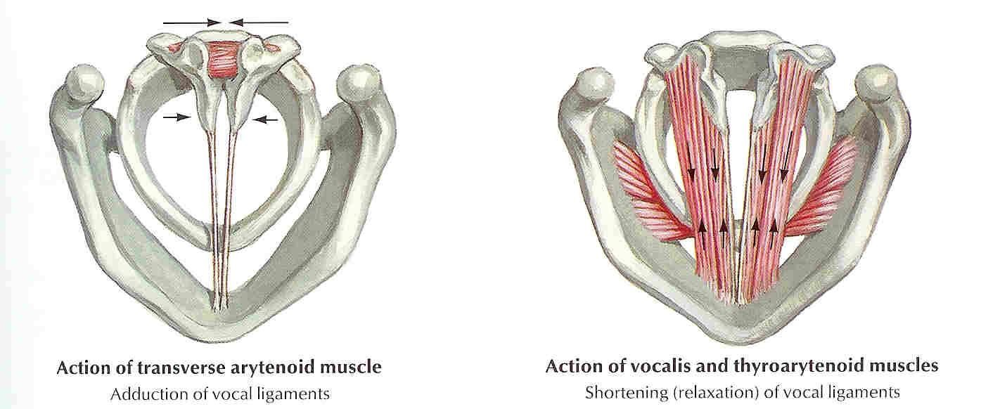 Action of transverse arytenoid muscle
Adduction of vocal ligaments
Action of vocalis and thyroarytenoid muscles
Shortening (relaxation) of vocal ligaments